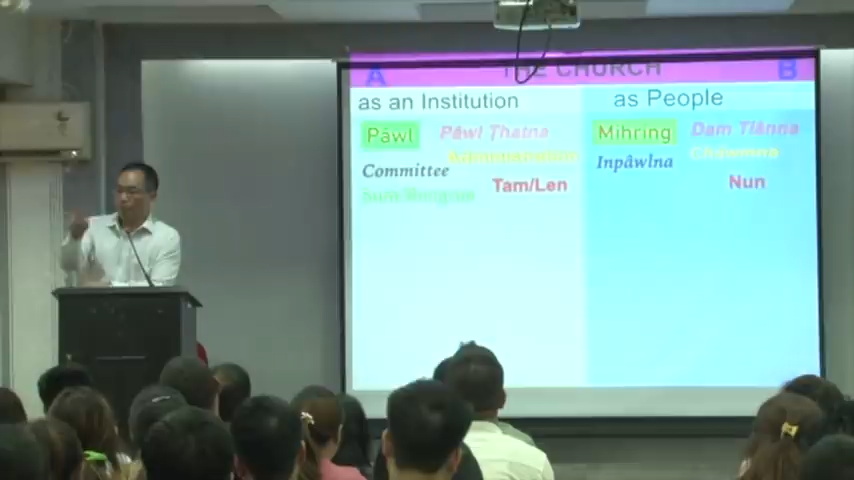 A THE CHURCH B
as an Institution
as People
Pâwl Pâwl Ṭhatna
Administration
Committee
Tam/Len
Mihring Dam Tlânna
Inpâwlna Châwmna
Nun